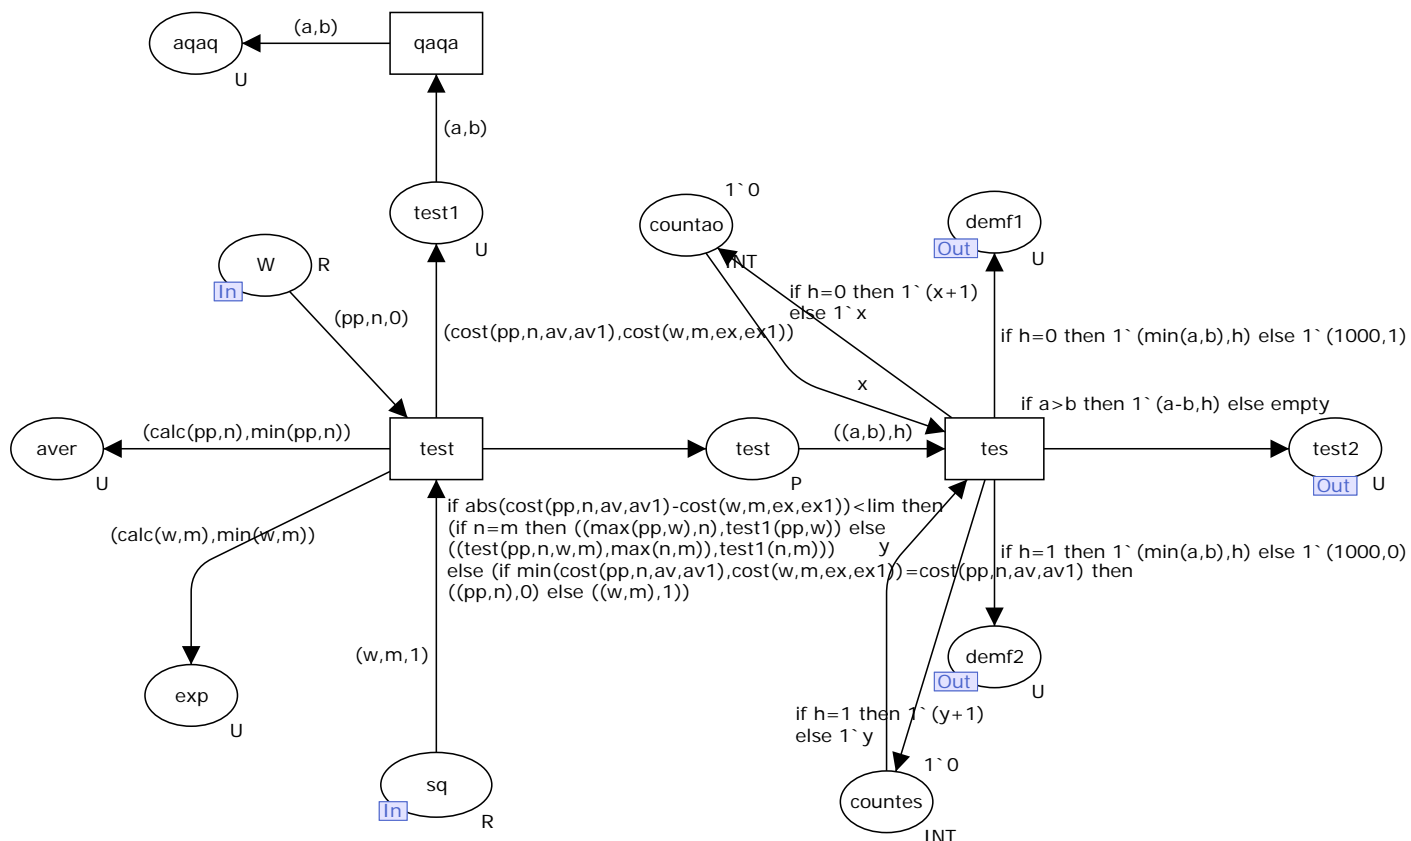 (a,b)
aqaq
qaqa
U
(a,b)
1`0
test1
countao
demf1
Out
U
U
W
R
In
INT
if h=0 then 1`(x+1)
else 1`x
(pp,n,0)
(cost(pp,n,av,av1),cost(w,m,ex,ex1))
if h=0 then 1`(min(a,b),h) else 1`(1000,1)
x
if a>b then 1`(a-b,h) else empty
(calc(pp,n),min(pp,n))
((a,b),h)
aver
test
test
tes
test2
U
P
Out
U
if abs(cost(pp,n,av,av1)-cost(w,m,ex,ex1))<lim then
(if n=m then ((max(pp,w),n),test1(pp,w)) else
((test(pp,n,w,m),max(n,m)),test1(n,m)))
else (if min(cost(pp,n,av,av1),cost(w,m,ex,ex1))=cost(pp,n,av,av1) then
((pp,n),0) else ((w,m),1))
(calc(w,m),min(w,m))
y
if h=1 then 1`(min(a,b),h) else 1`(1000,0)
(w,m,1)
demf2
Out
U
exp
U
if h=1 then 1`(y+1)
else 1`y
1`0
sq
In
R
countes
INT